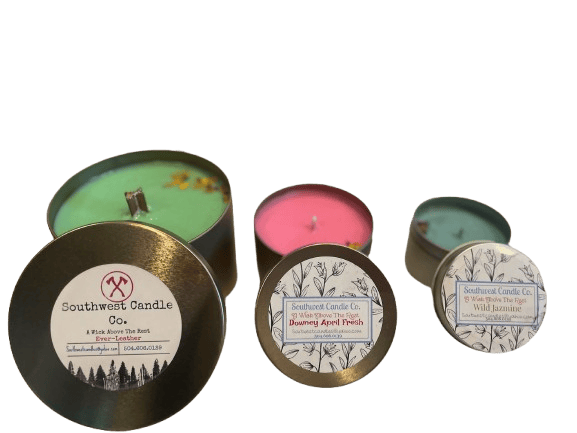 Southwest Candle
Co.
A Wick Above The Rest
Ever-Leather
Southwest Candle Co.
A Wick Above The Rest
Downey April Fresh
Southwest Candle Co.
A Wick Above The Rest
Wild Jazmine